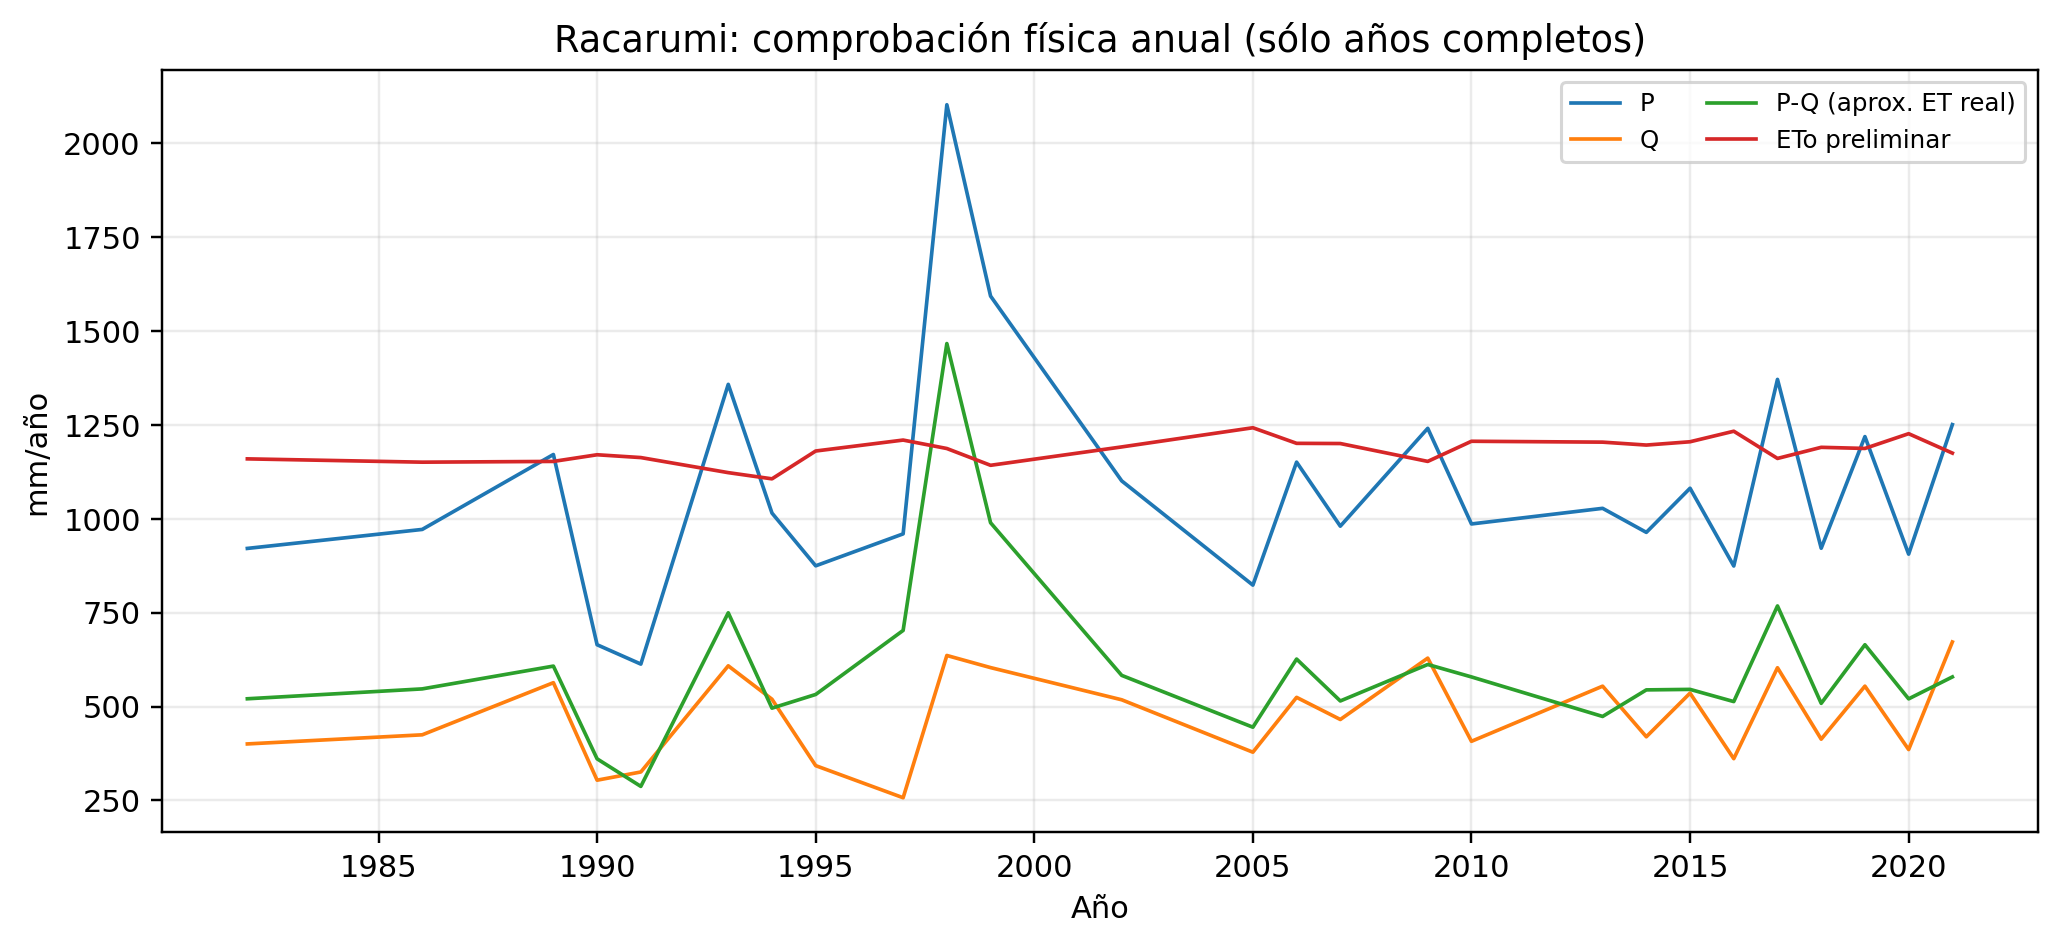 Racarumi: comprobación física anual (sólo años completos)
P
Q
P-Q (aprox. ET real)
ETo preliminar
mm/año
2000
1750
1500
1250
1000
750
500
250
1985
1990
1995
2000
2005
2010
2015
2020
Año